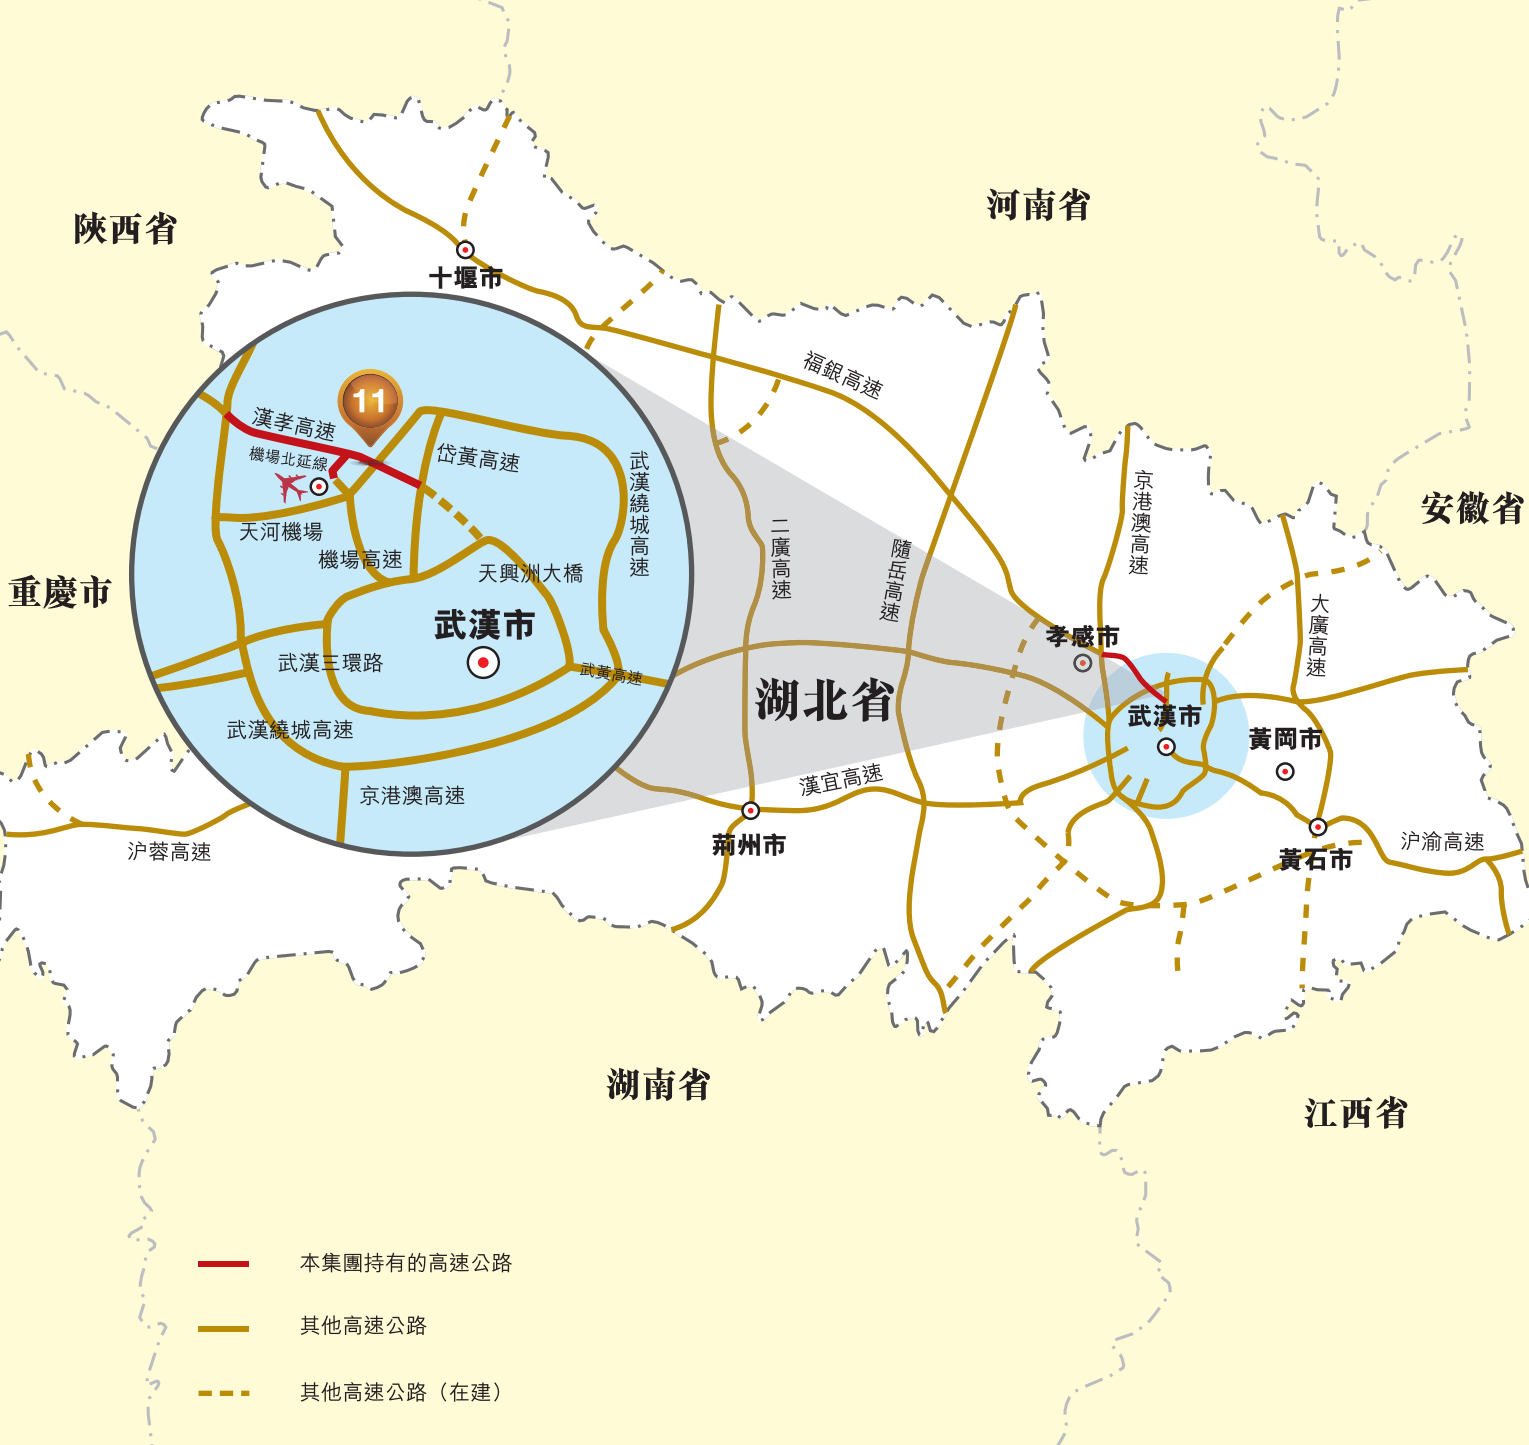 河南省
陝西省
十堰市
福銀高速
11
漢孝高速
機場北延線
岱黃高速
武漢繞城高速
京港澳高速
安徽省
天河機場
二廣高速
隨岳高速
機場高速
天興洲大橋
重慶市
大廣高速
武漢市
孝感市
武漢三環路
武黃高速
湖北省
武漢市
武漢繞城高速
黃岡市
漢宜高速
京港澳高速
滬蓉高速
荊州市
沪渝高速
黃石市
湖南省
江西省
本集團持有的高速公路
其他高速公路
其他高速公路（在建）